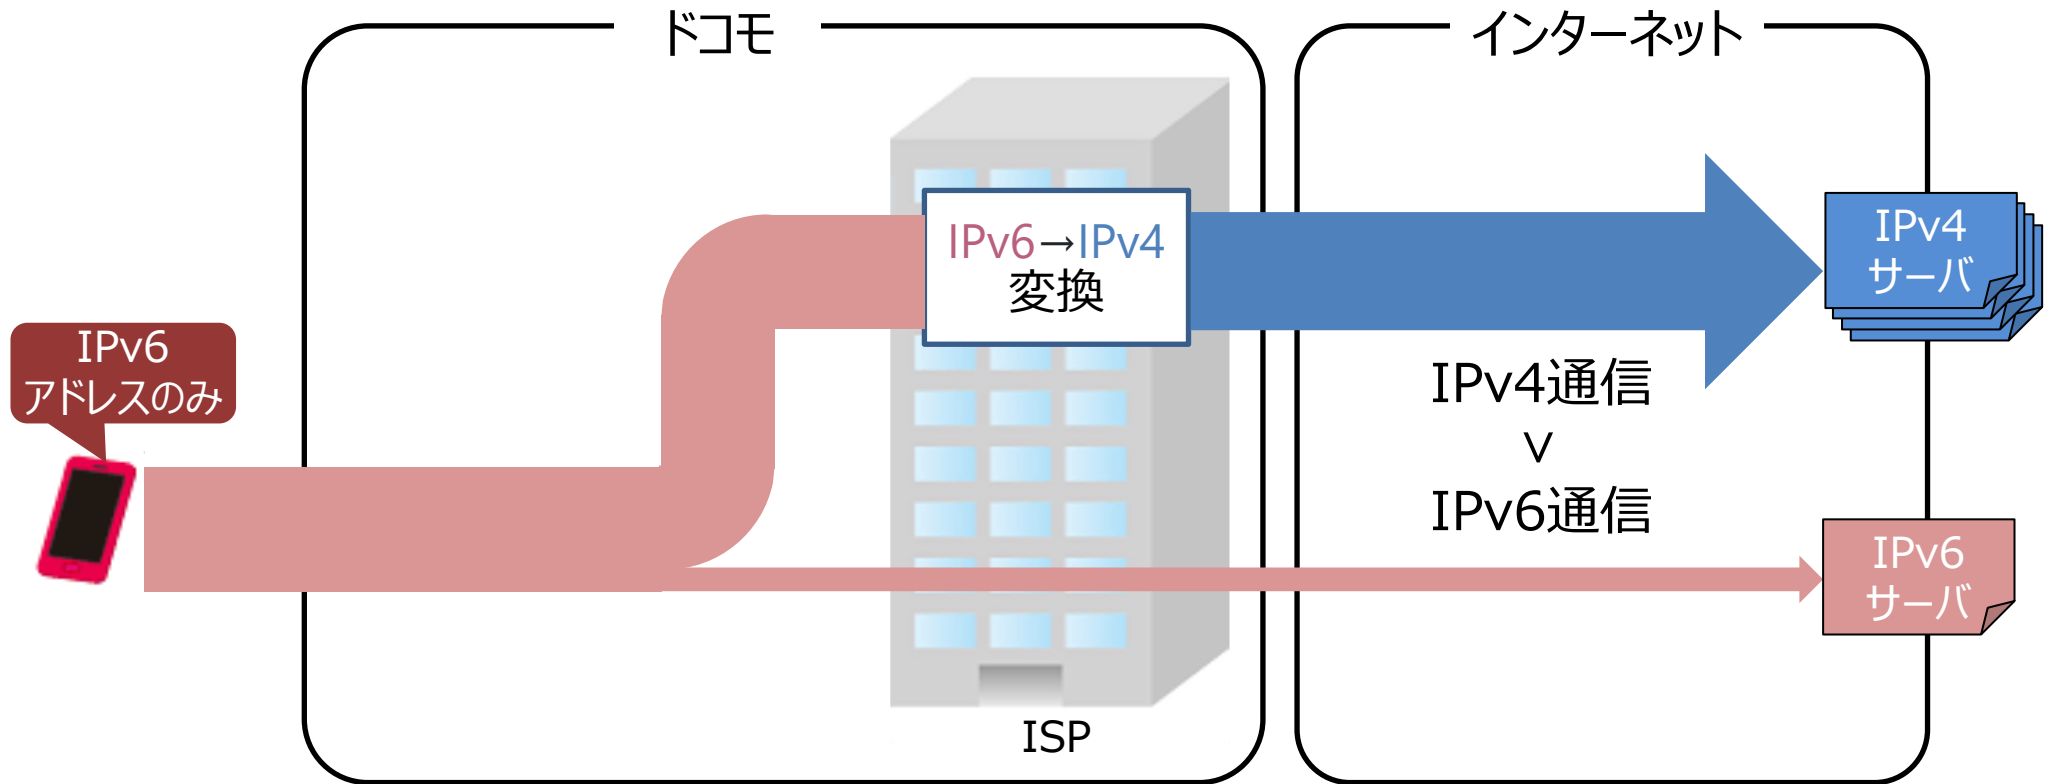 ドコモ
インターネット
IPv6→IPv4
変換
IPv4
サーバ
IPv6
アドレスのみ
IPv4通信
∨
IPv6通信
IPv6
サーバ
ISP